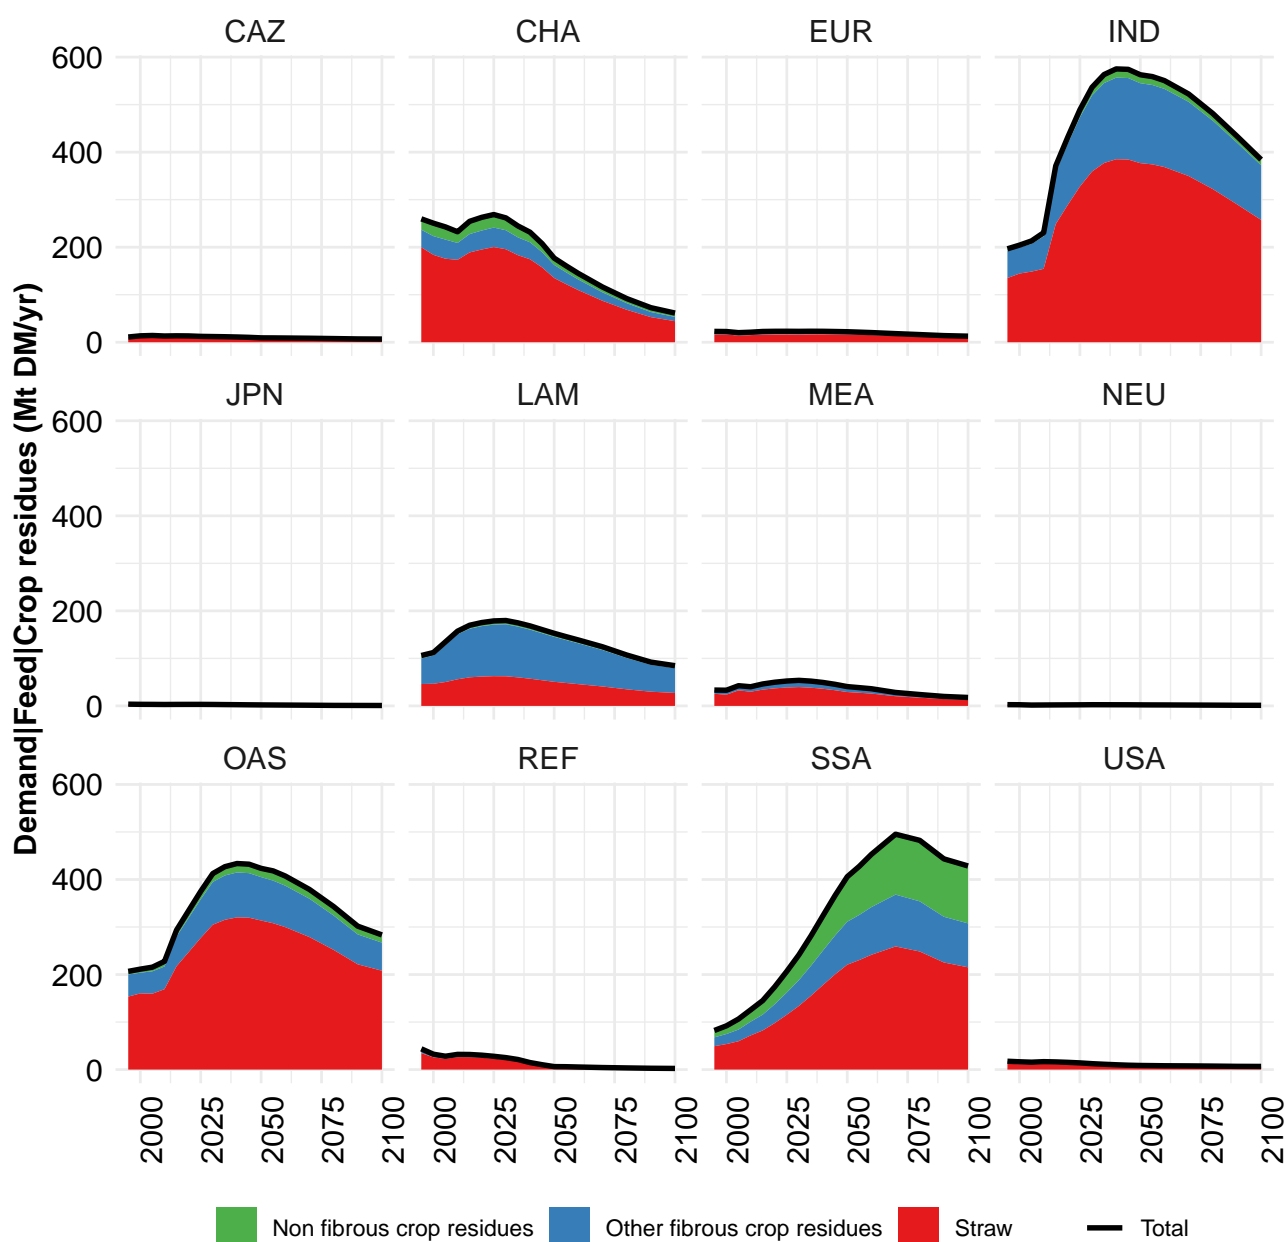 CAZ CHA EUR IND
600
400
200
0
JPN LAM MEA NEU
600
400
200
0
OAS REF SSA USA
600
400
200
0
Demand|Feed|Crop residues (Mt DM/yr)
2000 2025 2050 2075 2100 2000 2025 2050 2075 2100 2000 2025 2050 2075 2100 2000 2025 2050 2075 2100
Non fibrous crop residues Other fibrous crop residues Straw Total